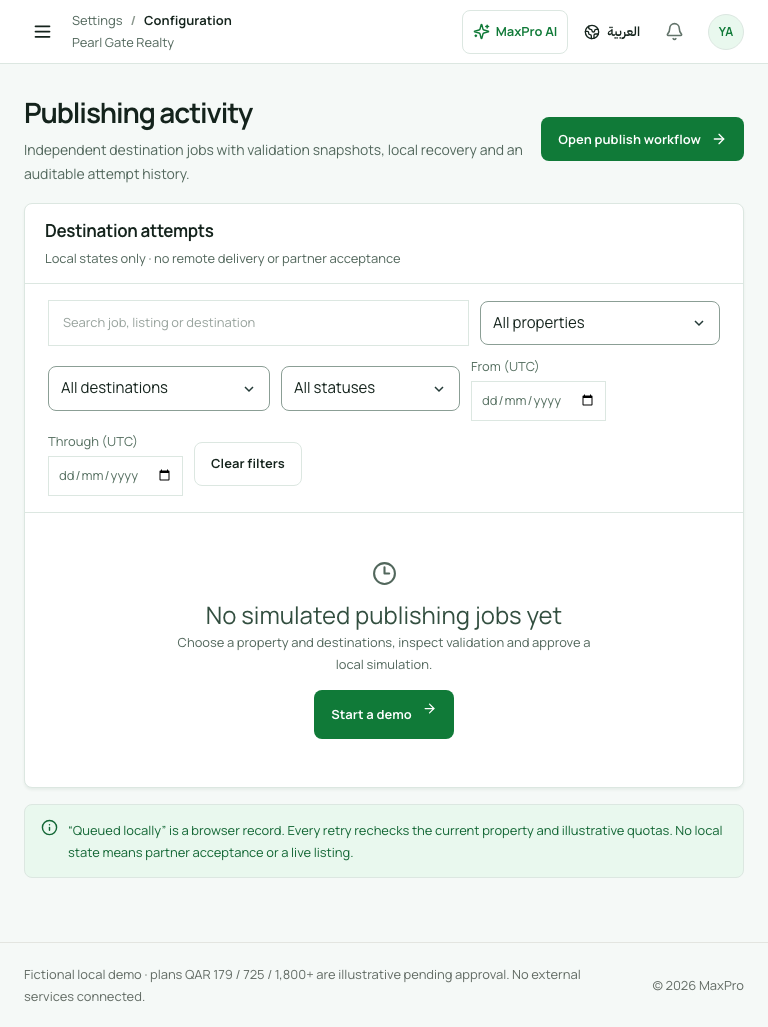 Settings / Configuration
Pearl Gate Realty
MaxPro AI
العربية
YA
Publishing activity
Independent destination jobs with validation snapshots, local recovery and an
auditable attempt history.
Open publish workflow
Destination attempts
Local states only · no remote delivery or partner acceptance
Search job, listing or destination
All properties
All destinations
All statuses
From (UTC)
dd/mm/yyyy
Through (UTC)
dd/mm/yyyy
Clear filters
No simulated publishing jobs yet
Choose a property and destinations, inspect validation and approve a
local simulation.
Start a demo
“Queued locally” is a browser record. Every retry rechecks the current property and illustrative quotas. No local
state means partner acceptance or a live listing.
Fictional local demo · plans QAR 179 / 725 / 1,800+ are illustrative pending approval. No external
services connected.
© 2026 MaxPro